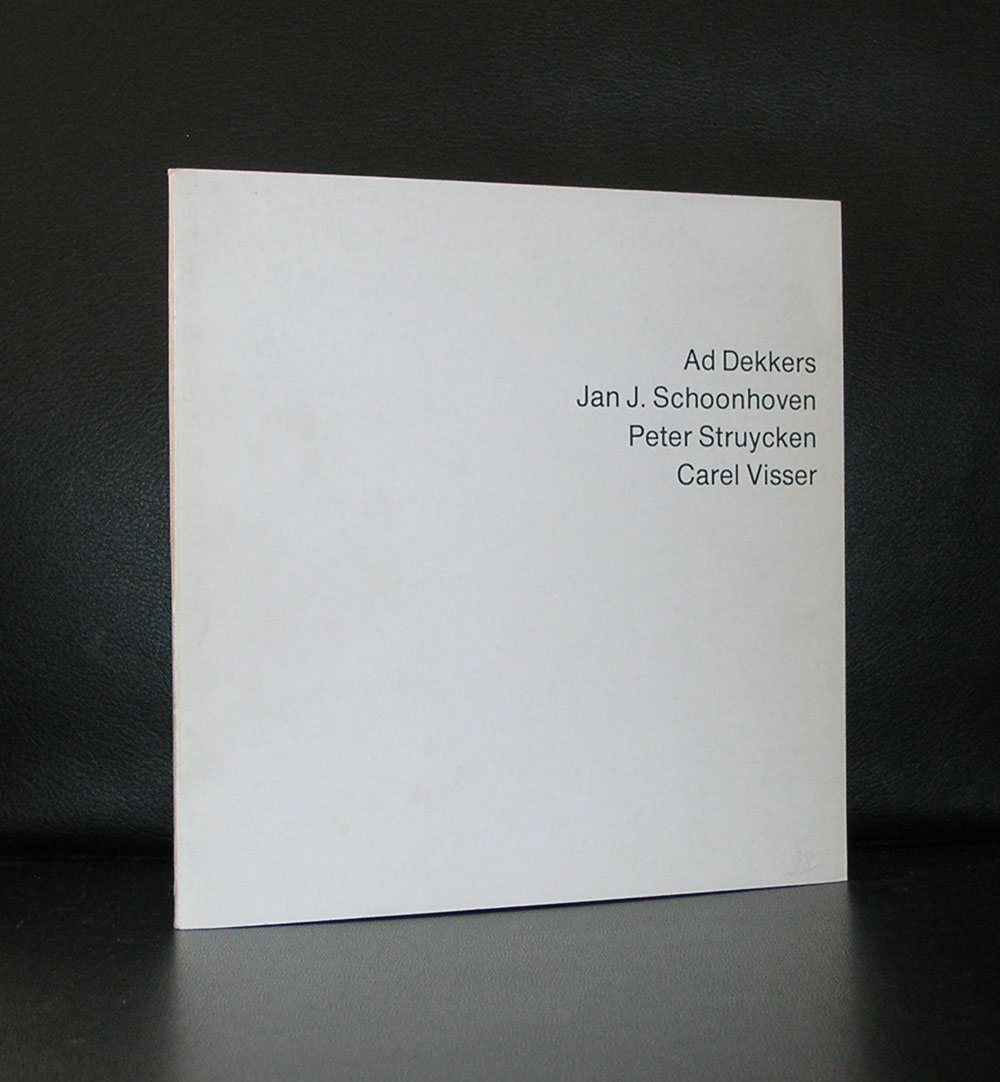 Ad Dekkers
Jan J. Schoonhoven
Peter Struycken
Carel Visser